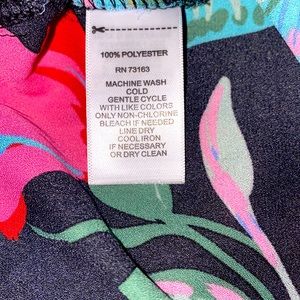 100% POLYESTER
RN 73163
MACHINE WASH
COLD
GENTLE CYCLE
WITH LIKE COLORS
ONLY NON-CHLORINE
BLEACH IF NEEDED
LINE DRY
COOL IRON
IF NECESSARY
OR DRY CLEAN